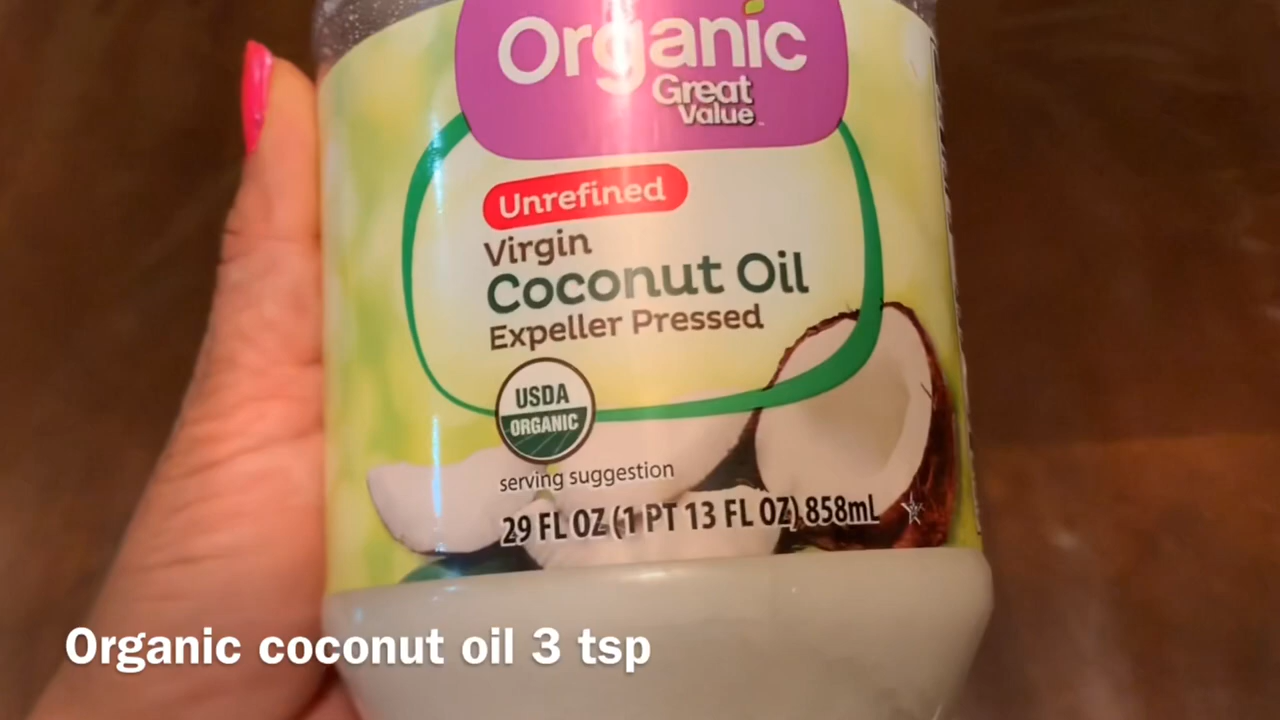 Organic
Great
Value™
Unrefined
Virgin
Coconut Oil
Expeller Pressed
USDA
ORGANIC
serving suggestion
29 FL OZ (1 PT 13 FL OZ) 858mL
Organic coconut oil 3 tsp